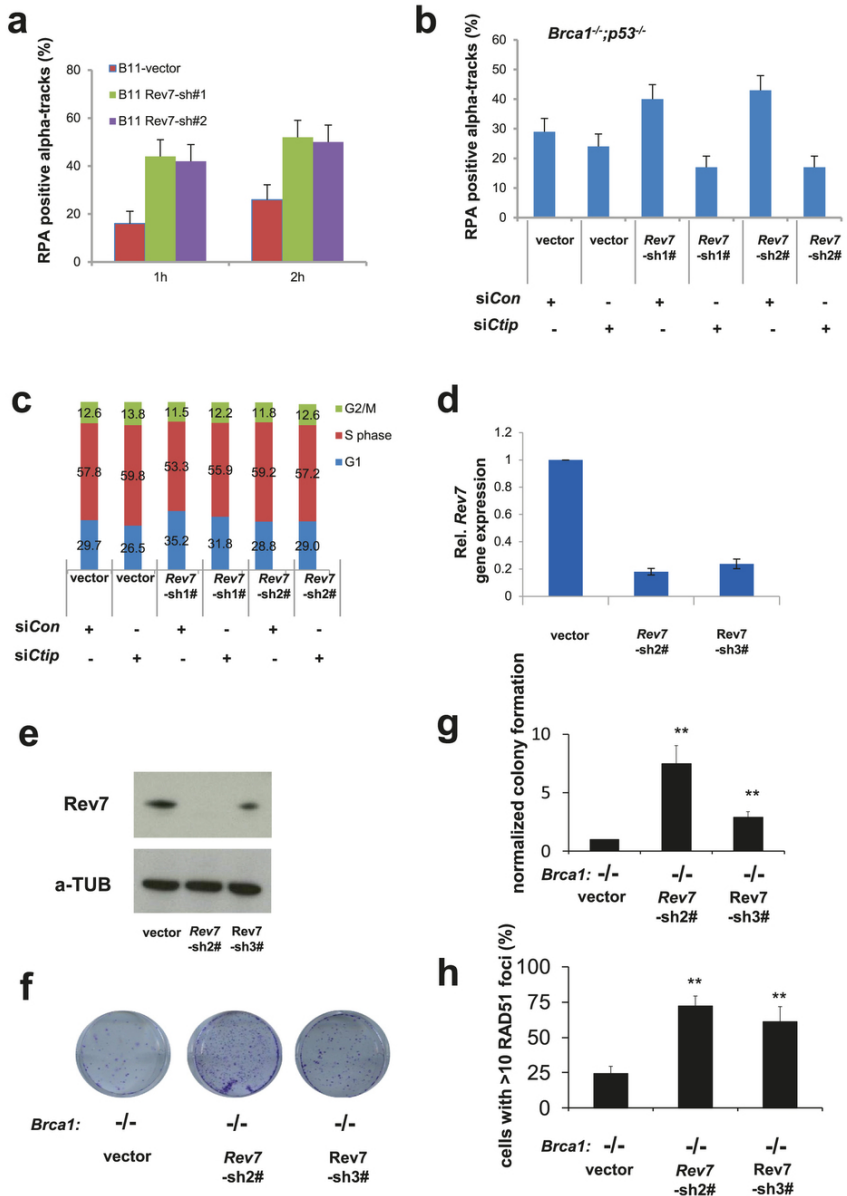 a
RPA positive alpha-tracks (%)
80
60
40
20
0
B11-vector
B11 Rev7-sh#1
B11 Rev7-sh#2
1h
2h
b
Brca1-/-;p53-/-
RPA positive alpha-tracks (%)
60
50
40
30
20
10
0
vector vector Rev7 Rev7 Rev7 Rev7
-sh1# -sh1# -sh2# -sh2#
siCon + - + - + -
siCtip - + - + - +
c
12.6 13.8 11.5 12.2 11.8 12.6
57.8 59.8 53.3 55.9 59.2 57.2
29.7 26.5 35.2 31.8 28.8 29.0
G2/M
S phase
G1
vector vector Rev7 Rev7 Rev7 Rev7
-sh1# -sh1# -sh2# -sh2#
siCon + - + - + -
siCtip - + - + - +
d
Rel. Rev7
gene expression
1.2
1
0.8
0.6
0.4
0.2
0
vector Rev7 Rev7
-sh2# -sh3#
e
Rev7
a-TUB
vector Rev7 Rev7
-sh2# -sh3#
f
Brca1: -/- -/- -/-
vector Rev7 Rev7
-sh2# -sh3#
g
normalized colony formation
10
5
0
** **
Brca1: -/- -/- -/-
vector Rev7 Rev7
-sh2# -sh3#
h
cells with >10 RAD51 foci (%)
100
75
50
25
0
** **
Brca1: -/- -/- -/-
vector Rev7 Rev7
-sh2# -sh3#